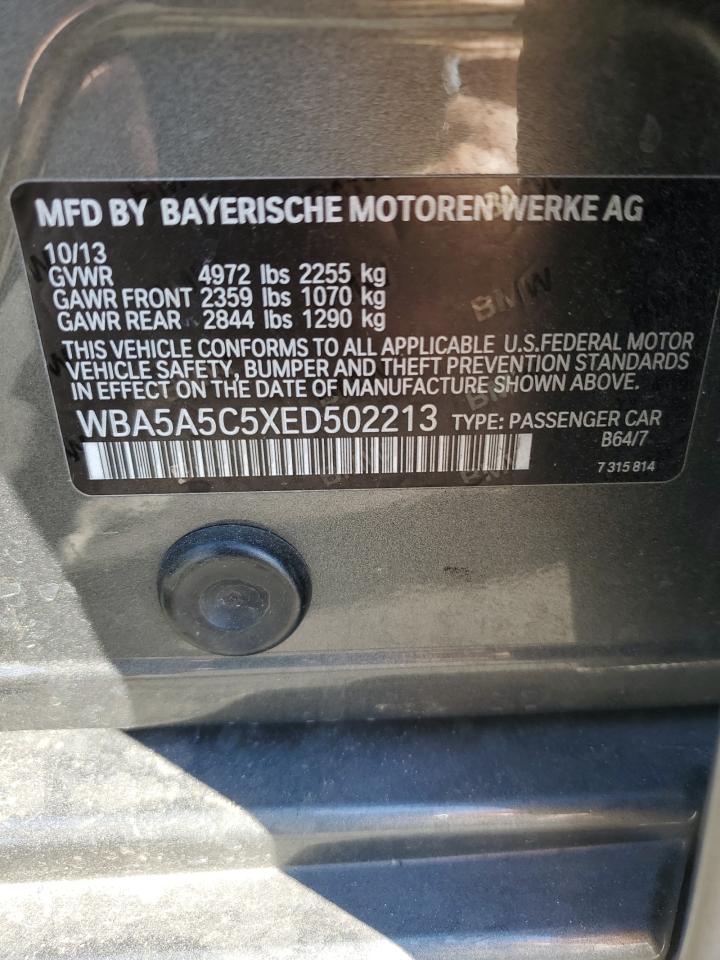 MFD BY BAYERISCHE MOTOREN WERKE AG
10/13
GVWR 4972 lbs 2255 kg
GAWR FRONT 2359 lbs 1070 kg
GAWR REAR 2844 lbs 1290 kg
THIS VEHICLE CONFORMS TO ALL APPLICABLE U.S.FEDERAL MOTOR
VEHICLE SAFETY, BUMPER AND THEFT PREVENTION STANDARDS
IN EFFECT ON THE DATE OF MANUFACTURE SHOWN ABOVE.
WBA5A5C5XED502213 TYPE: PASSENGER CAR
B64/7
7 315 814
BMW